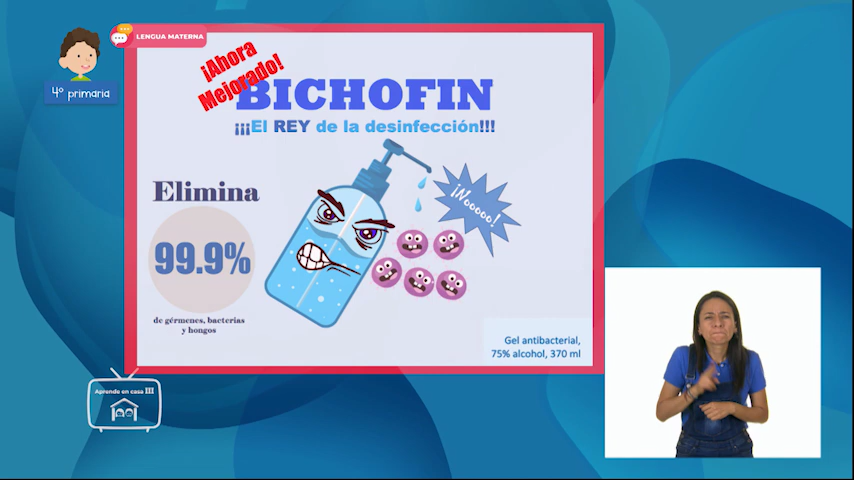 LENGUA MATERNA
4º primaria
¡Ahora
Mejorado!
BICHOFIN
¡¡¡El REY de la desinfección!!!
Elimina
99.9%
de gérmenes, bacterias
y hongos
¡Nooooo!
Gel antibacterial,
75% alcohol, 370 ml
Aprende en casa III